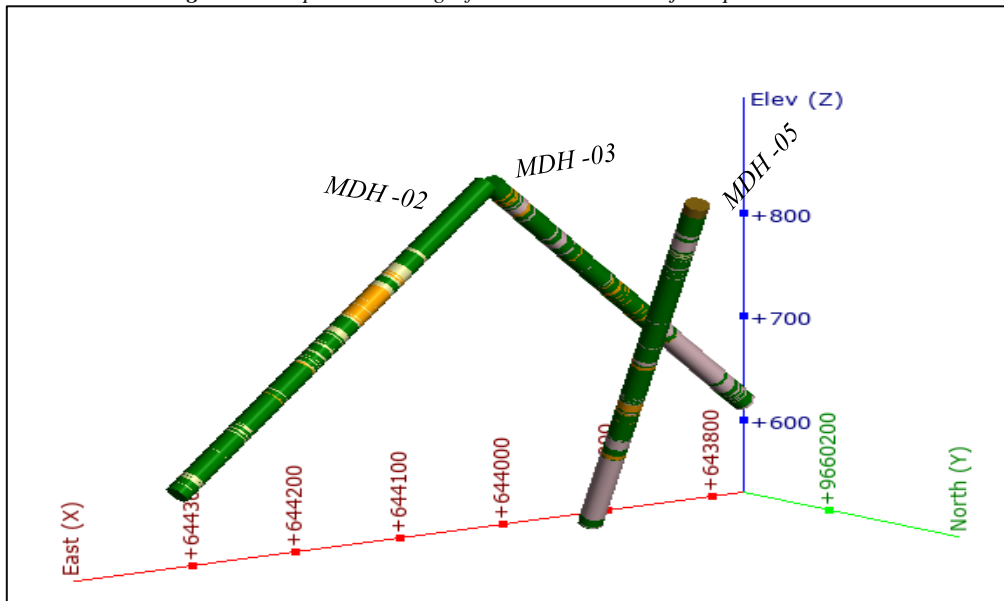 Elev (Z)
MDH -05
MDH -03
MDH -02
+800
+700
+600
+643800
+644000
+644100
+644200
+9660200
North (Y)
East (X)